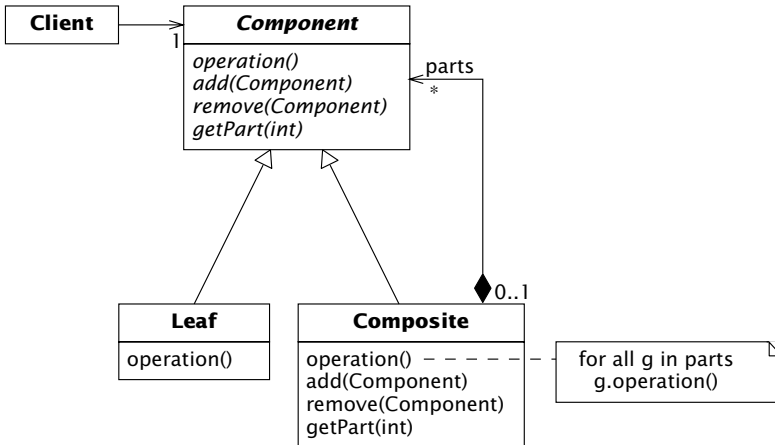 Client
1
Component
operation()
add(Component)
remove(Component)
getPart(int)
parts
*
0..1
Leaf
operation()
Composite
operation()
add(Component)
remove(Component)
getPart(int)
for all g in parts
g.operation()